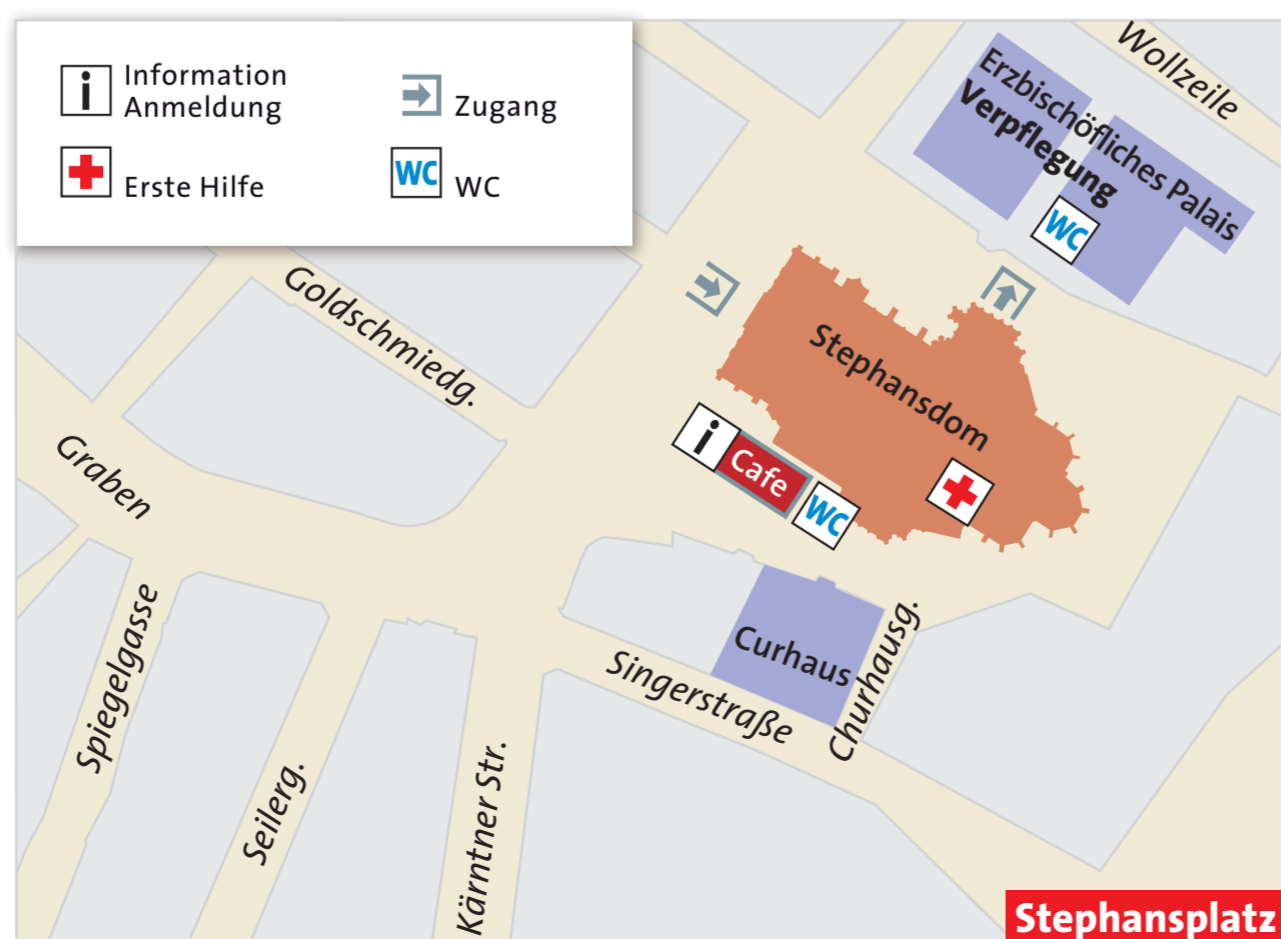 i Information
Anmeldung
Zugang
Erste Hilfe
WC WC
Wollzeile
Erzbischöfliches Palais
Verpflegung
WC
Goldschmiedg.
Stephansdom
Graben
i Cafe WC
Spiegelgasse
Seilerg.
Kärntner Str.
Singerstraße
Curhaus
Churhausg.
Stephansplatz